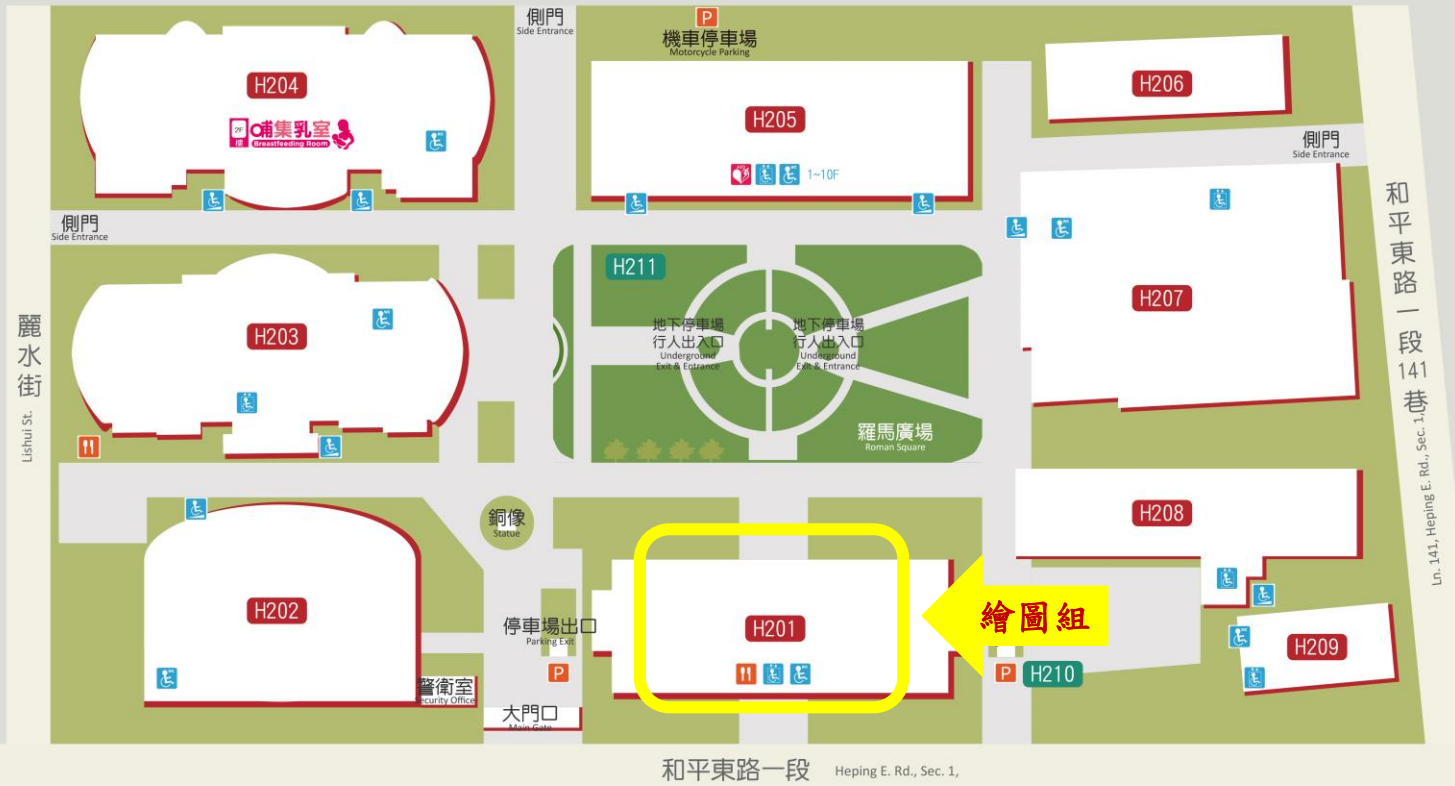 側門
Side Entrance
P
機車停車場
Motorcycle Parking
H204
2F
樓
哺集乳室
Breastfeeding Room
H205
1~10F
H206
側門
Side Entrance
側門
Side Entrance
H203
H211
地下停車場
行人出入口
Underground
Exit & Entrance
地下停車場
行人出入口
Underground
Exit & Entrance
羅馬廣場
Roman Square
H207
麗水街
Lishui St.
和平東路一段141巷
Ln. 141, Heping E. Rd., Sec. 1,
銅像
Statue
H202
警衛室
Security Office
停車場出口
Parking Exit
P
大門口
Main Gate
H201
繪圖組
H208
P
H210
H209
和平東路一段
Heping E. Rd., Sec. 1,